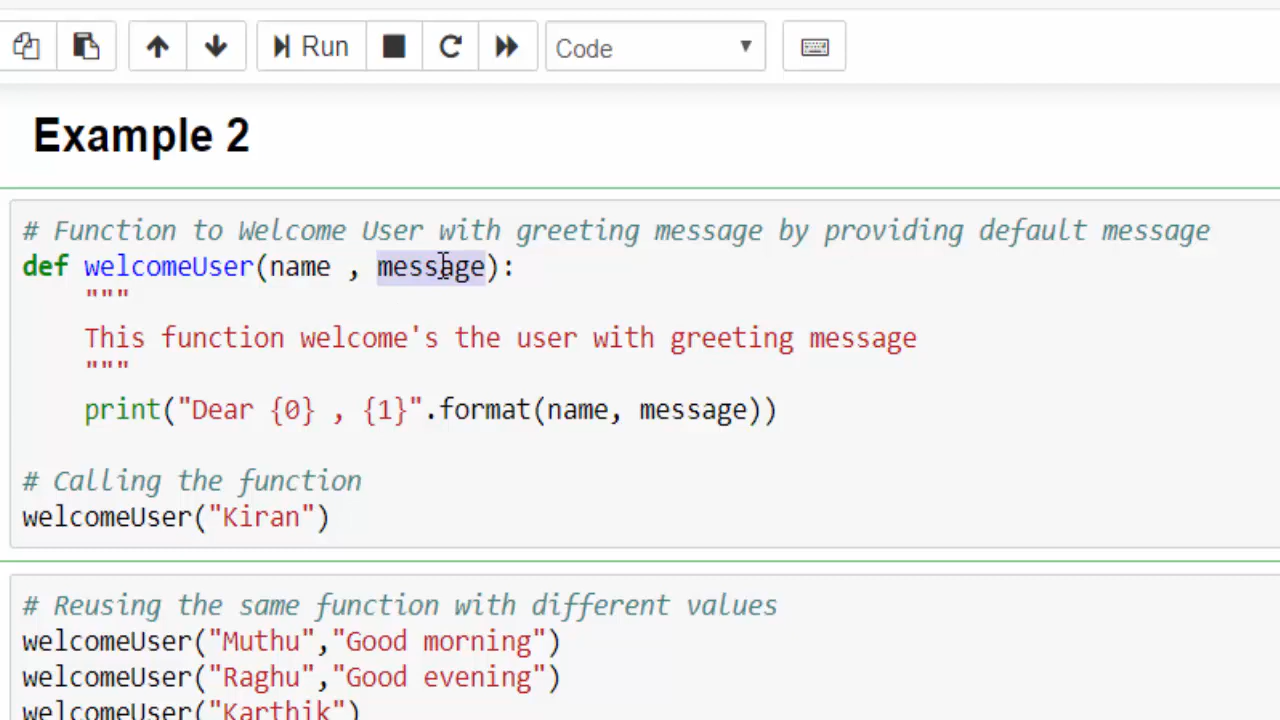 Run
Code
Example 2
# Function to Welcome User with greeting message by providing default message
def welcomeUser(name , message):
"""
This function welcome's the user with greeting message
"""
print("Dear {0} , {1}".format(name, message))
# Calling the function
welcomeUser("Kiran")
# Reusing the same function with different values
welcomeUser("Muthu","Good morning")
welcomeUser("Raghu","Good evening")
welcomeUser("Karthik")